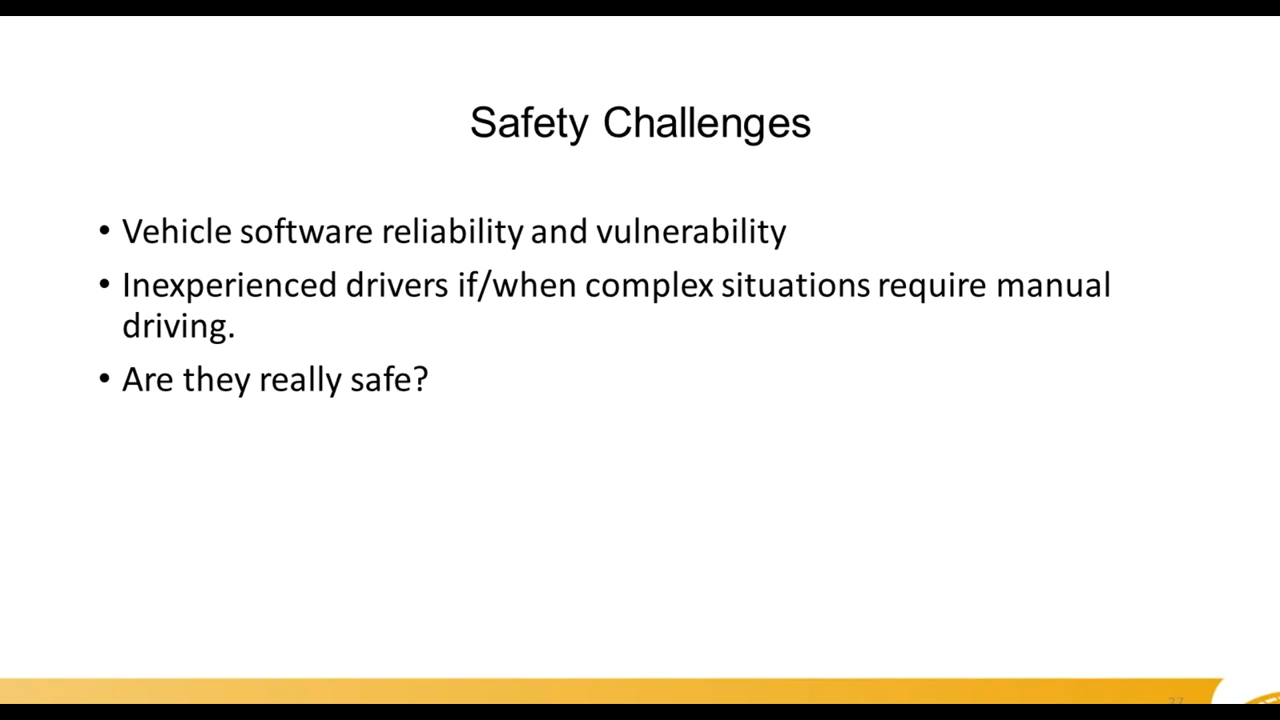 Safety Challenges
• Vehicle software reliability and vulnerability
• Inexperienced drivers if/when complex situations require manual
driving.
• Are they really safe?